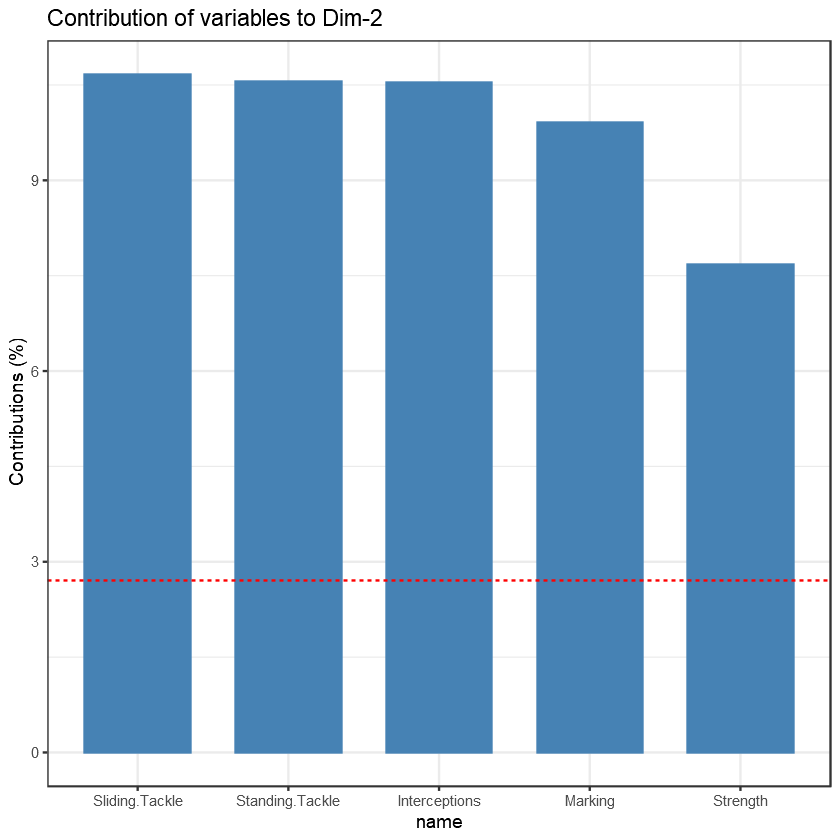 Contribution of variables to Dim-2
Contributions (%)
9
6
3
0
Sliding.Tackle Standing.Tackle Interceptions Marking Strength
name